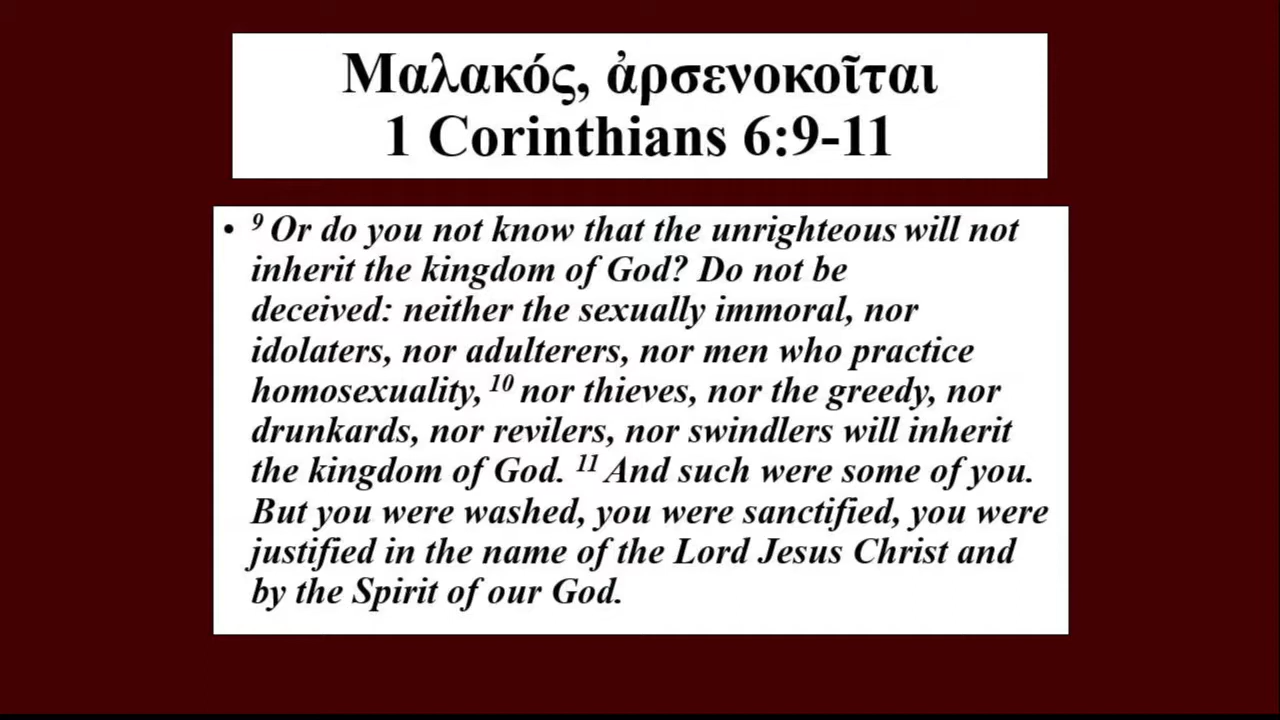 Μαλακός, ἀρσενοκοῖται
1 Corinthians 6:9-11
• ⁹ Or do you not know that the unrighteous will not
inherit the kingdom of God? Do not be
deceived: neither the sexually immoral, nor
idolaters, nor adulterers, nor men who practice
homosexuality, ¹⁰ nor thieves, nor the greedy, nor
drunkards, nor revilers, nor swindlers will inherit
the kingdom of God. ¹¹ And such were some of you.
But you were washed, you were sanctified, you were
justified in the name of the Lord Jesus Christ and
by the Spirit of our God.